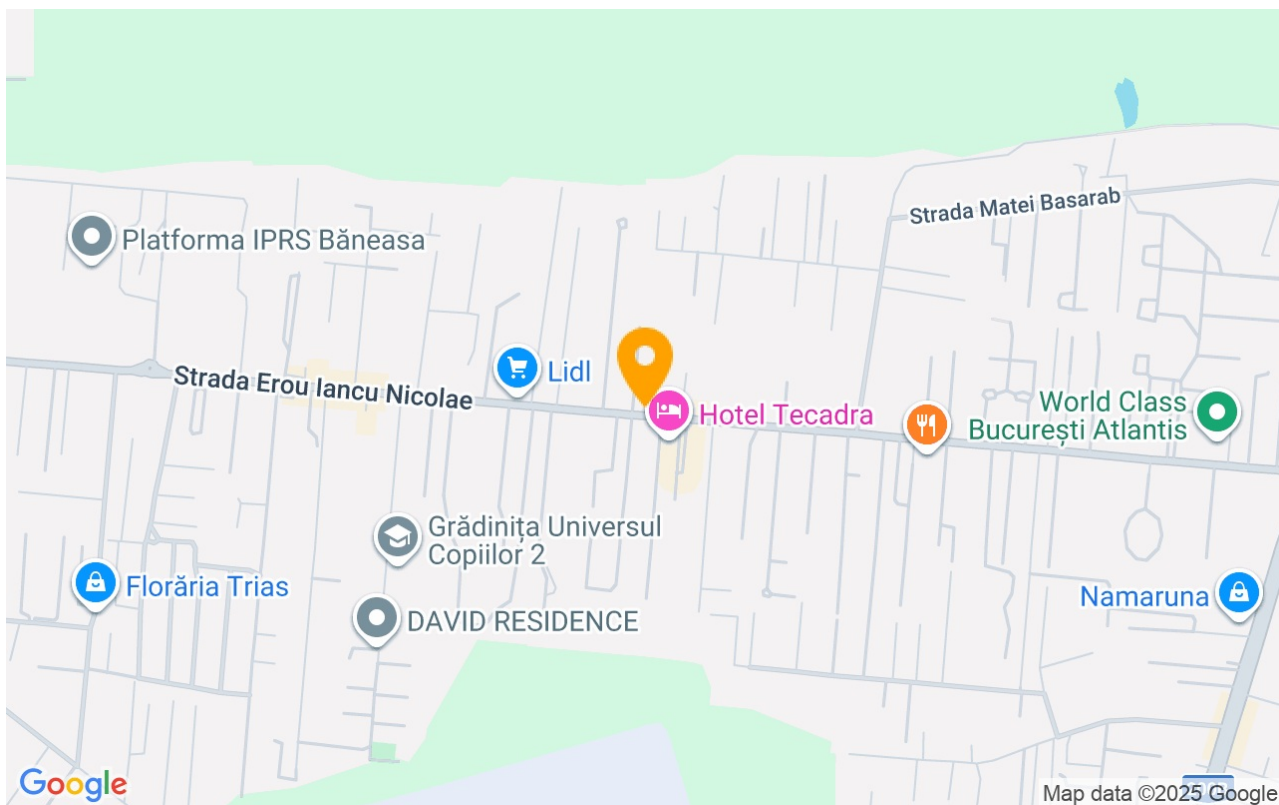 Strada Matei Basarab
Platforma IPRS Băneasa
Strada Erou Iancu Nicolae
Lidl
Hotel Tecadra
World Class
București Atlantis
Grădinița Universul
Copiilor 2
Florăria Trias
DAVID RESIDENCE
Namaruna
Google
Map data ©2025 Google